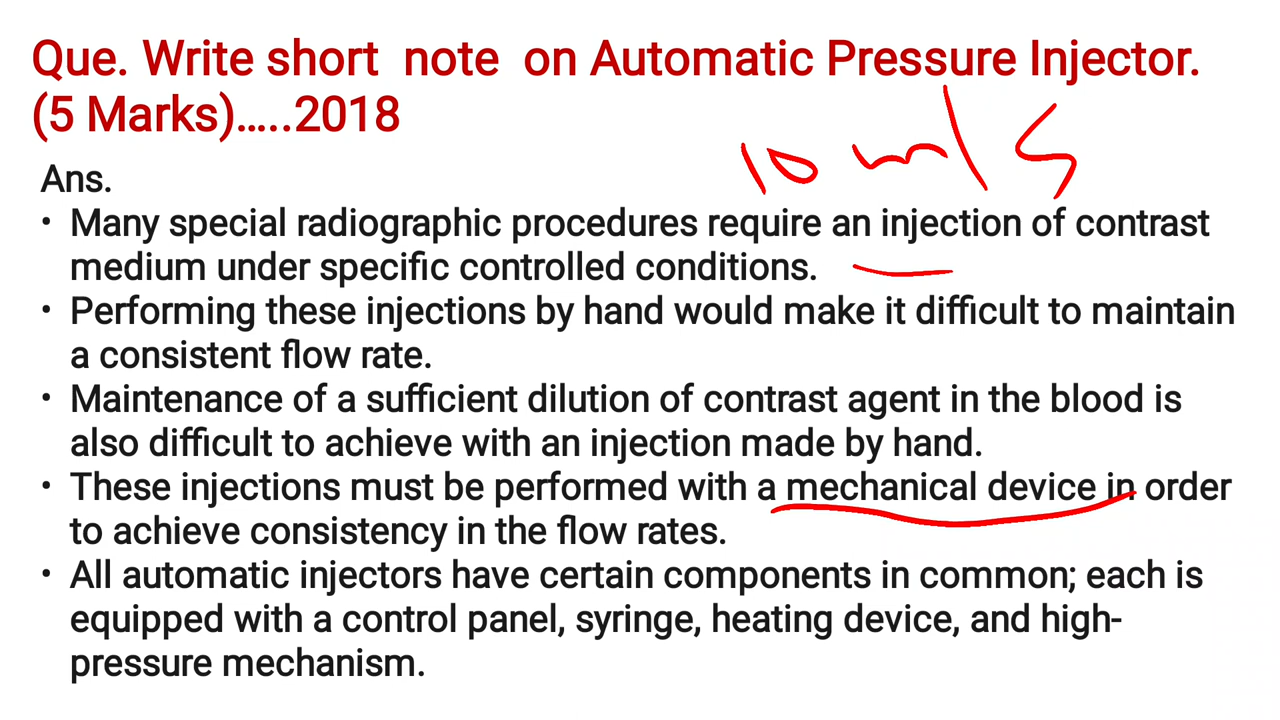 Que. Write short note on Automatic Pressure Injector.
(5 Marks)…..2018
10 m/s
Ans.
• Many special radiographic procedures require an injection of contrast
medium under specific controlled conditions.
• Performing these injections by hand would make it difficult to maintain
a consistent flow rate.
• Maintenance of a sufficient dilution of contrast agent in the blood is
also difficult to achieve with an injection made by hand.
• These injections must be performed with a mechanical device in order
to achieve consistency in the flow rates.
• All automatic injectors have certain components in common; each is
equipped with a control panel, syringe, heating device, and high-
pressure mechanism.